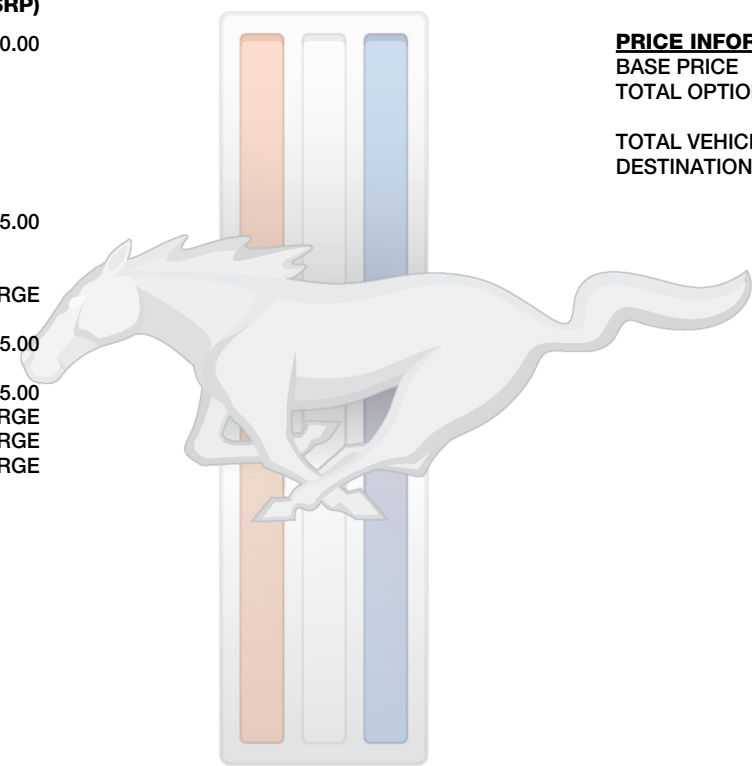 SRP)
0.00
5.00
RGE
5.00
5.00
RGE
RGE
RGE
PRICE INFOR
BASE PRICE
TOTAL OPTIO
TOTAL VEHIC
DESTINATION